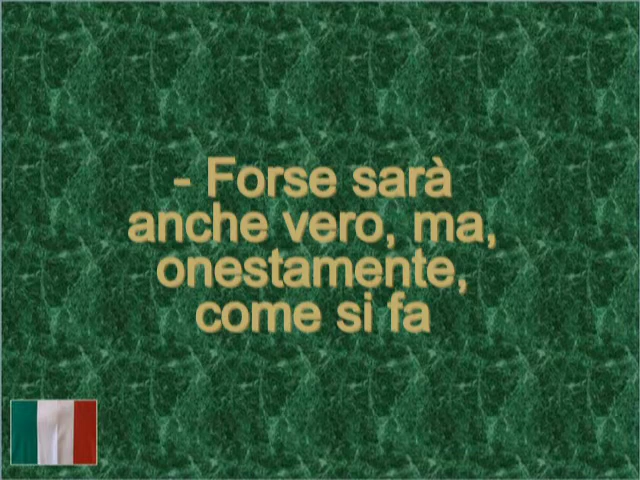 - Forse sarà
anche vero, ma,
onestamente,
come si fa